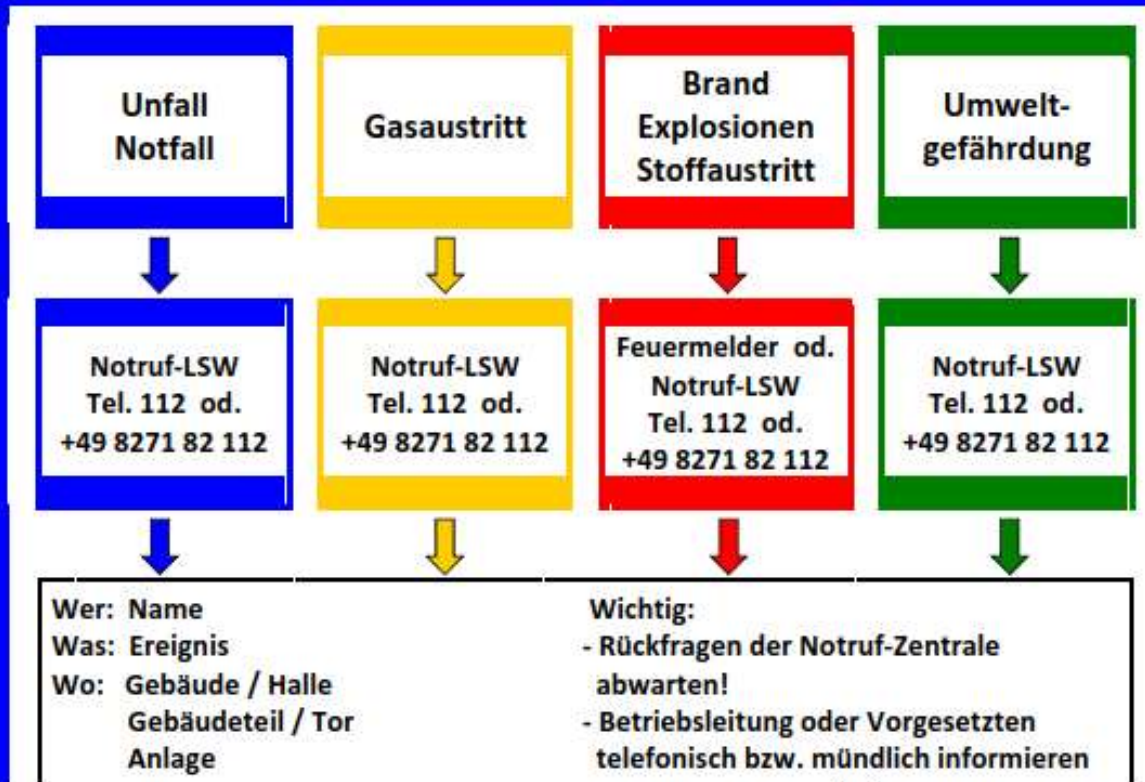 Unfall
Notfall
Gasaustritt
Brand
Explosionen
Stoffaustritt
Umwelt-
gefährdung
Notruf-LSW
Tel. 112 od.
+49 8271 82 112
Notruf-LSW
Tel. 112 od.
+49 8271 82 112
Feuermelder od.
Notruf-LSW
Tel. 112 od.
+49 8271 82 112
Notruf-LSW
Tel. 112 od.
+49 8271 82 112
Wer: Name
Was: Ereignis
Wo: Gebäude / Halle
Gebäudeteil / Tor
Anlage
Wichtig:
- Rückfragen der Notruf-Zentrale
abwarten!
- Betriebsleitung oder Vorgesetzten
telefonisch bzw. mündlich informieren